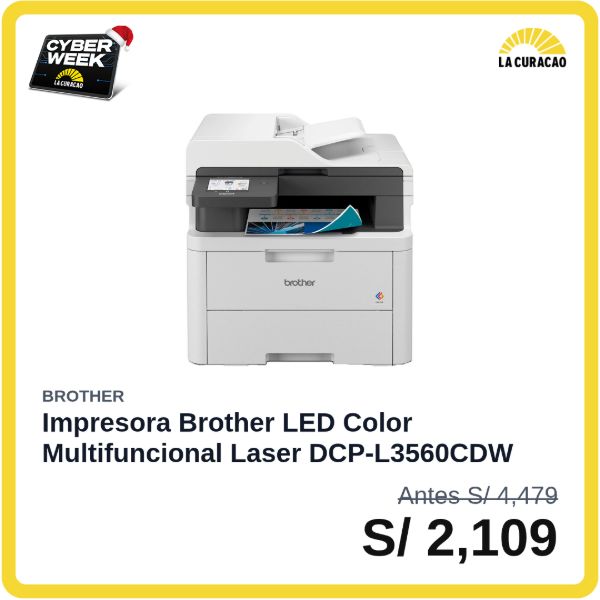 CYBER
WEEK
LA CURACAO
LA CURACAO
brother
BROTHER
Impresora Brother LED Color
Multifuncional Laser DCP-L3560CDW
Antes S/ 4,479
S/ 2,109